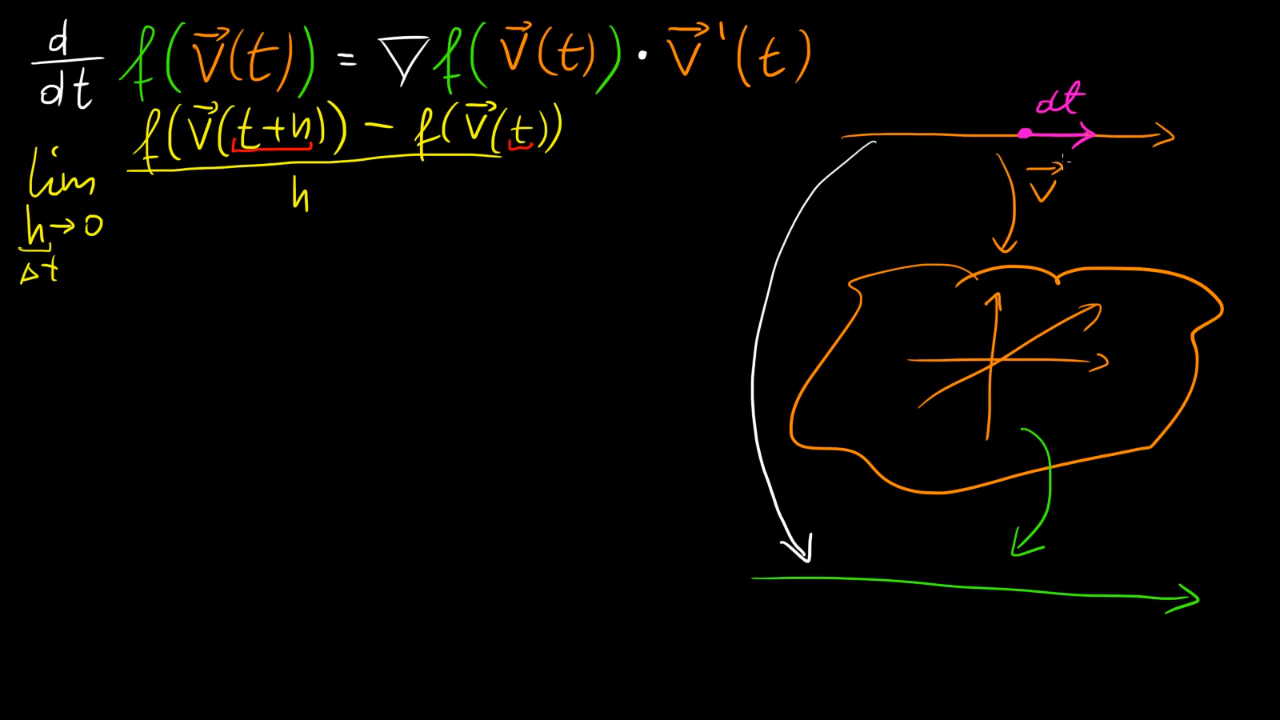 d/dt f(v⃗(t)) = ∇f(v⃗(t)) · v⃗'(t)
lim h→0 (f(v⃗(t+h)) − f(v⃗(t))) / h
Δt
dt
v⃗